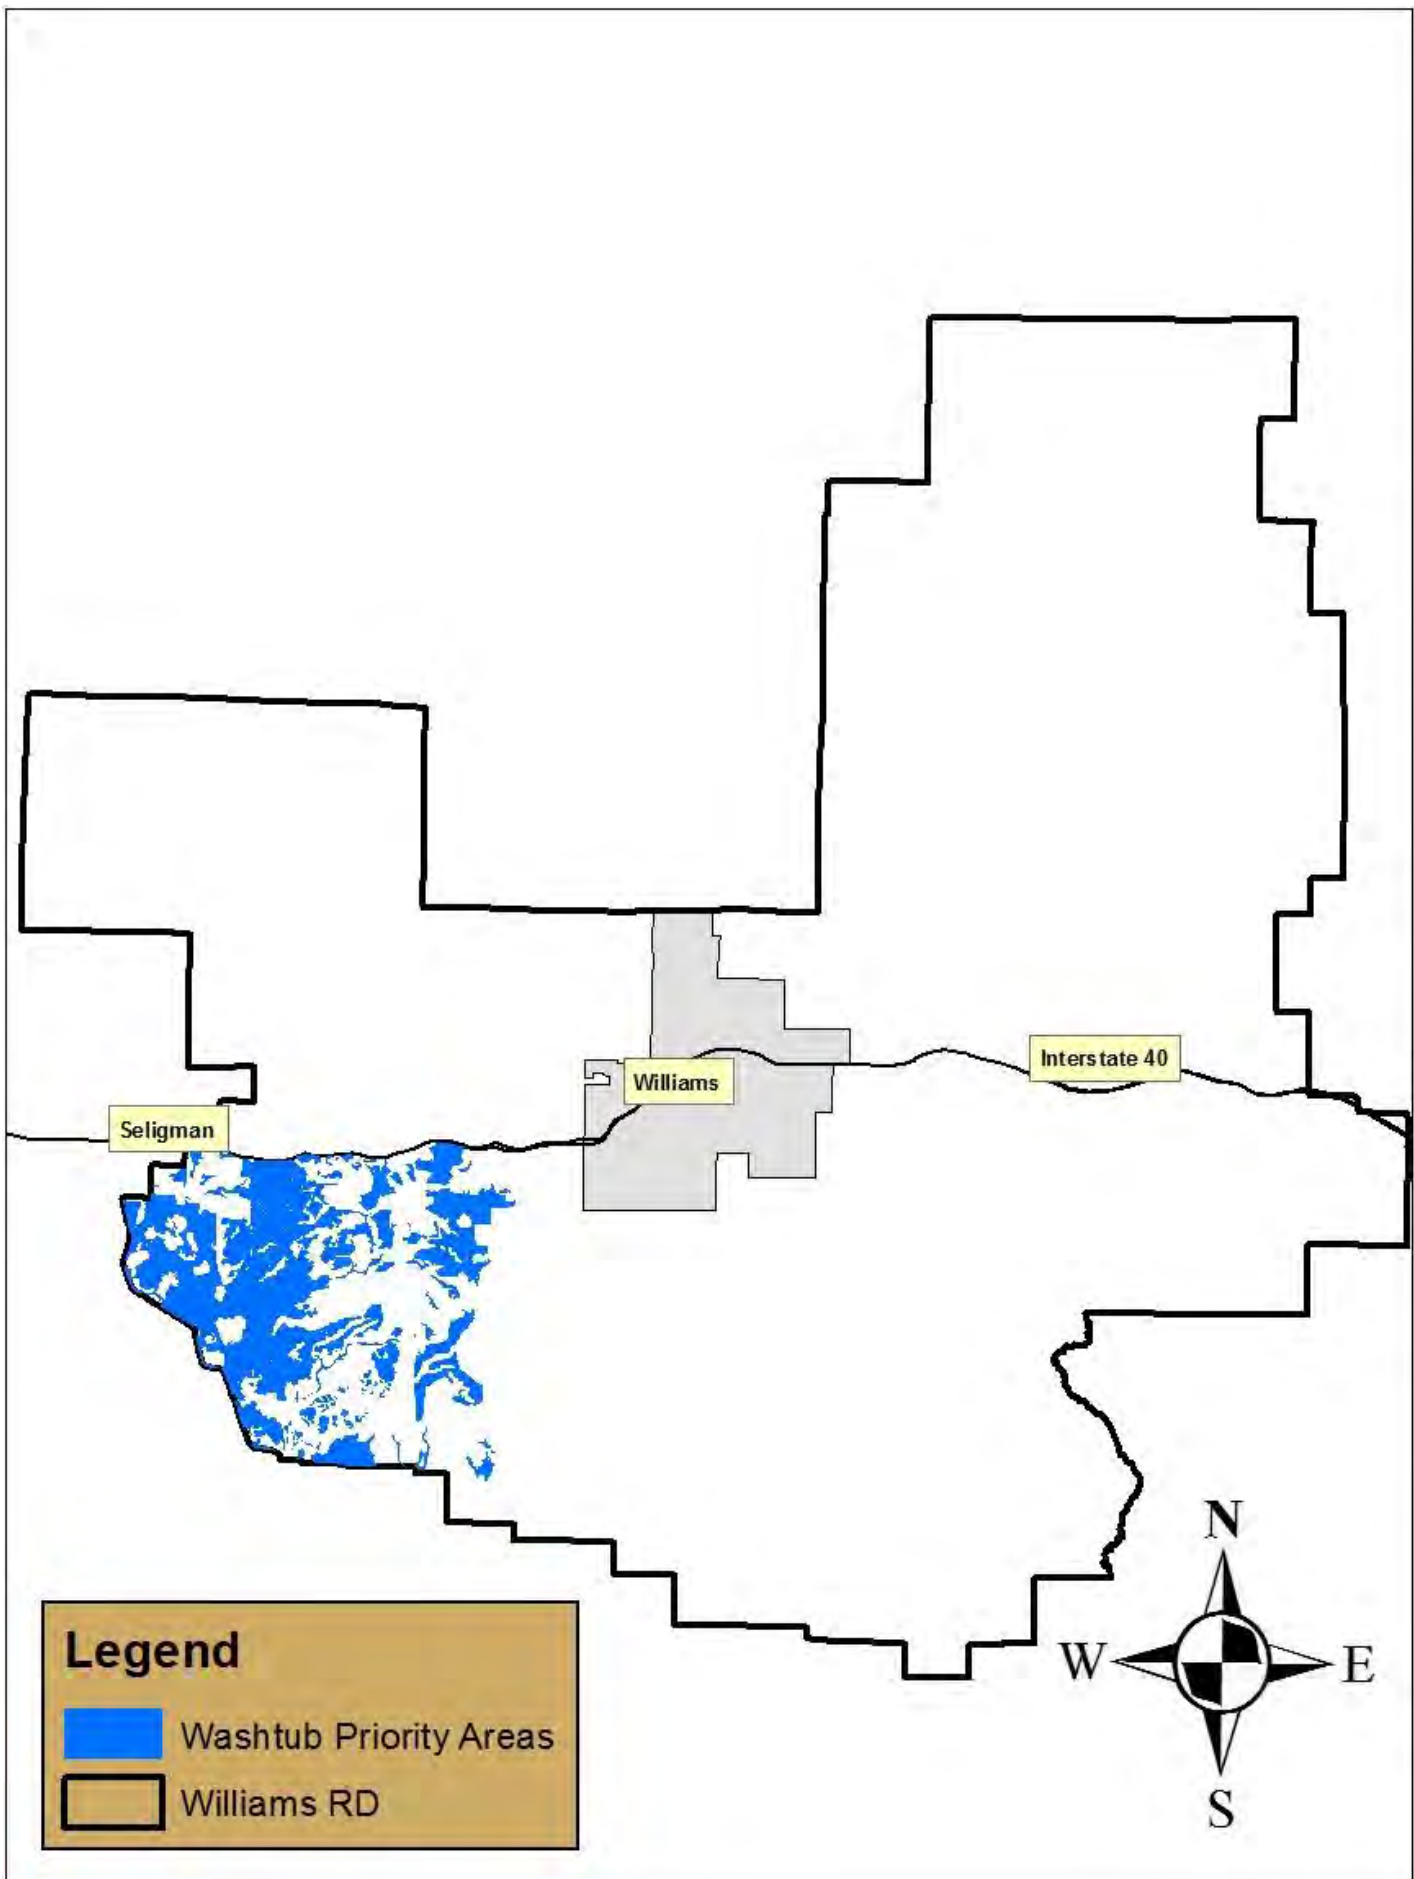 Interstate 40
Williams
Seligman
N
W
E
S
Legend
Washtub Priority Areas
Williams RD